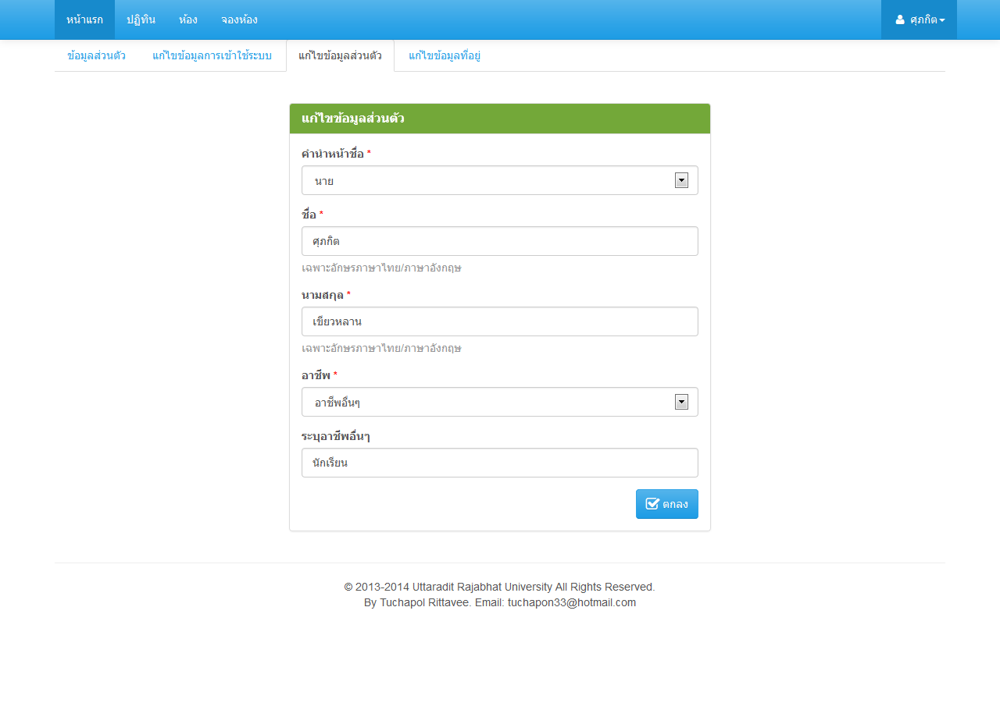 หน้าแรก ปฏิทิน ห้อง จองห้อง ศุภกิต
ข้อมูลส่วนตัว แก้ไขข้อมูลการเข้าใช้ระบบ แก้ไขข้อมูลส่วนตัว แก้ไขข้อมูลที่อยู่
แก้ไขข้อมูลส่วนตัว
คำนำหน้าชื่อ *
นาย
ชื่อ *
ศุภกิต
เฉพาะอักษรภาษาไทย/ภาษาอังกฤษ
นามสกุล *
เขียวหลาน
เฉพาะอักษรภาษาไทย/ภาษาอังกฤษ
อาชีพ *
อาชีพอื่นๆ
ระบุอาชีพอื่นๆ
นักเรียน
ตกลง
© 2013-2014 Uttaradit Rajabhat University All Rights Reserved.
By Tuchapol Rittavee. Email: tuchapon33@hotmail.com